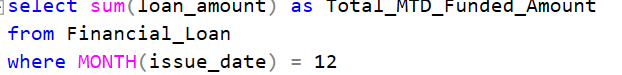 select sum(loan_amount) as Total_MTD_Funded_Amount
from Financial_Loan
where MONTH(issue_date) = 12